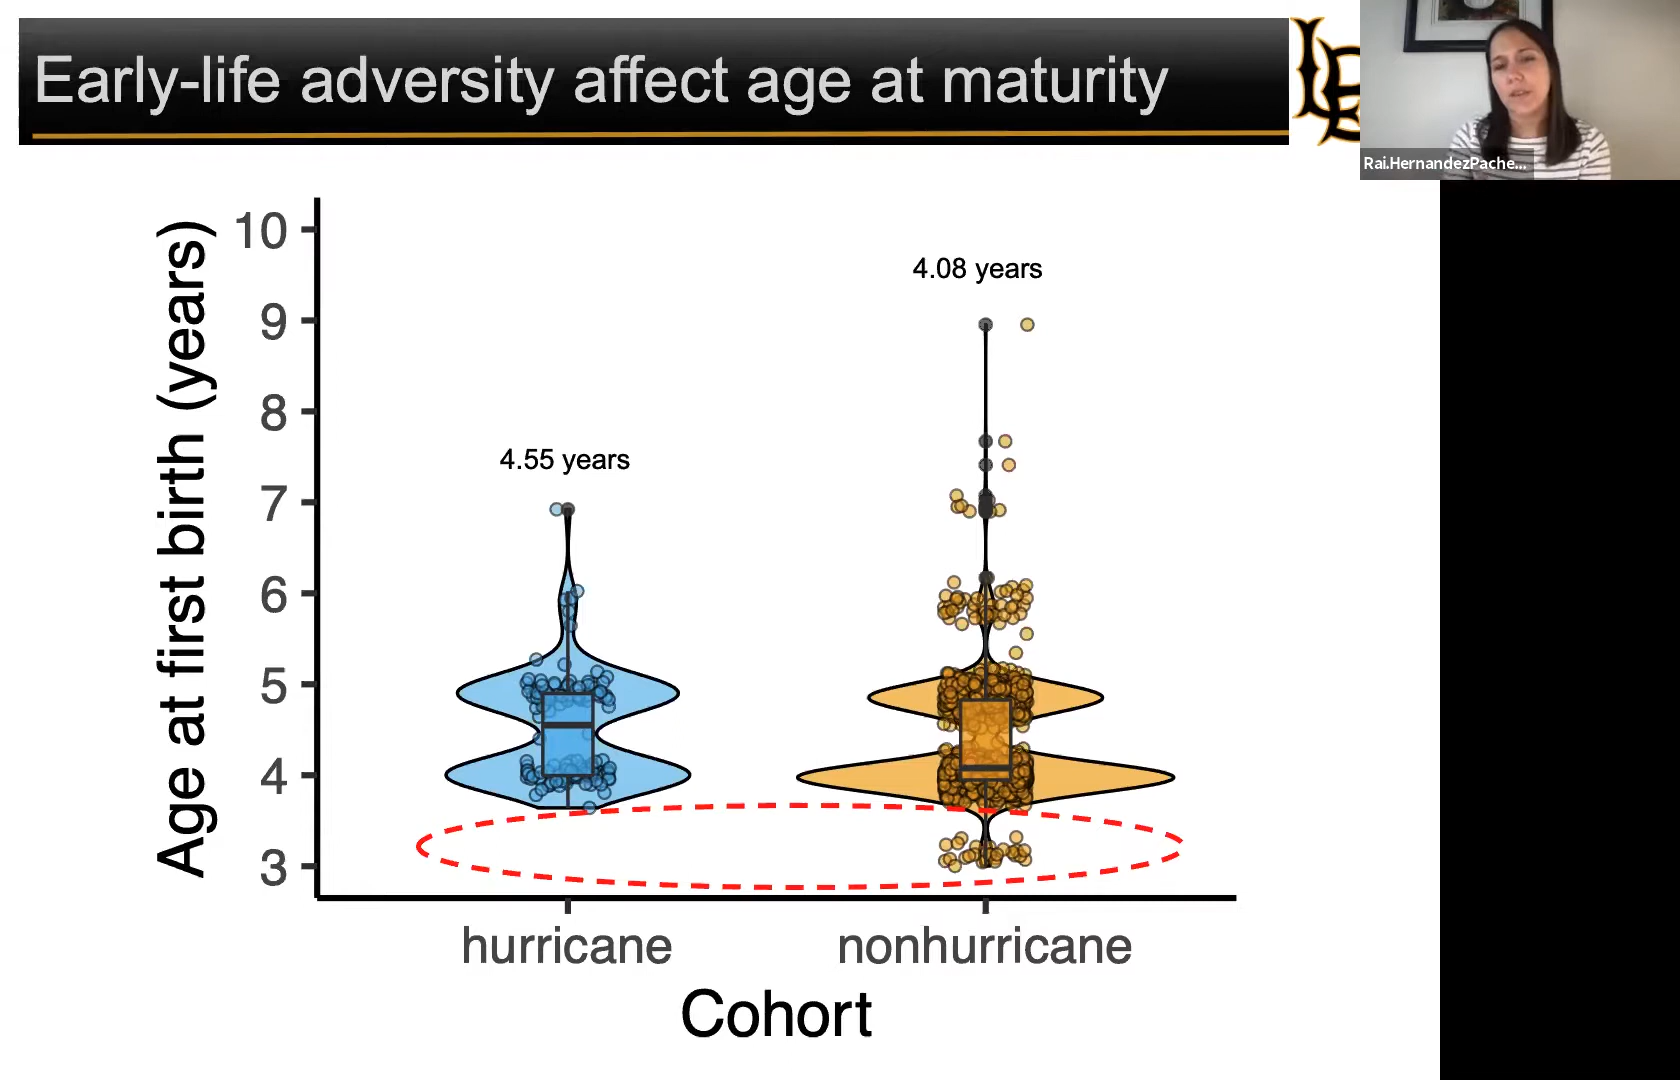 Early-life adversity affect age at maturity
LB
Rai.HernandezPache...
Age at first birth (years)
10
9
8
7
6
5
4
3
4.55 years
4.08 years
hurricane
nonhurricane
Cohort